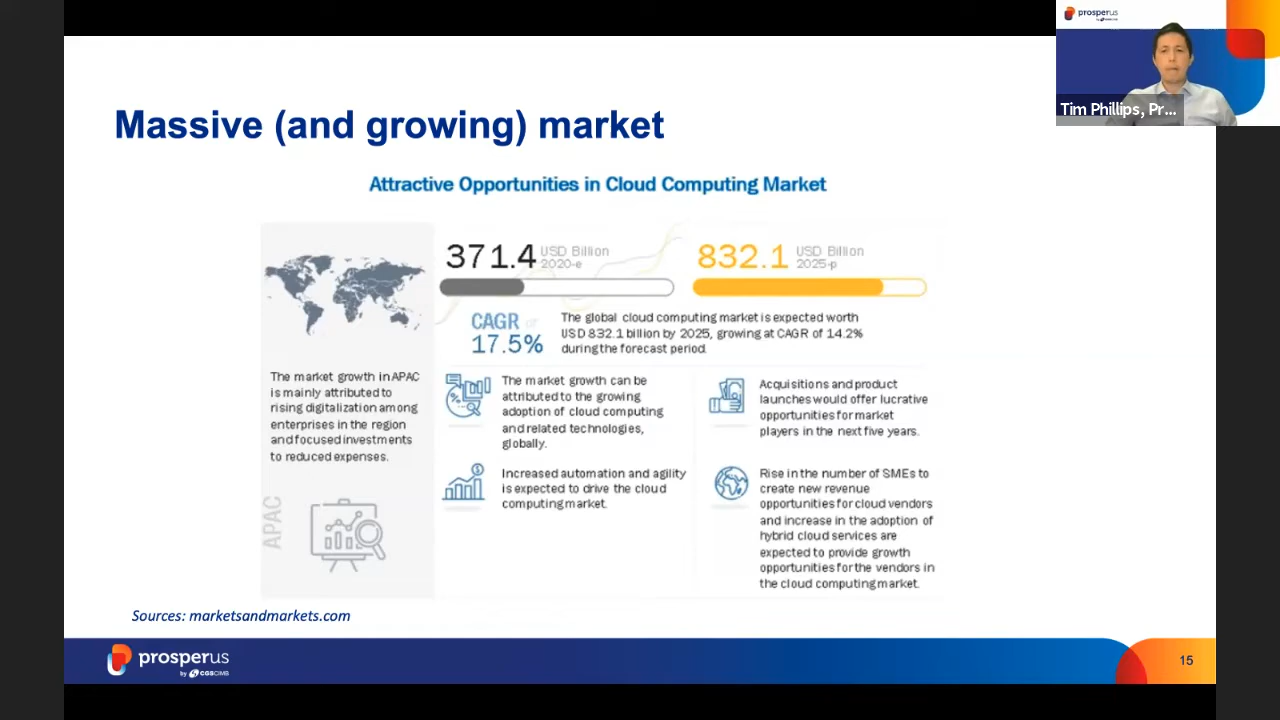 prosperus
Tim Phillips, Pr...
Massive (and growing) market
Attractive Opportunities in Cloud Computing Market
371.4 USD Billion
2020-e
832.1 USD Billion
2025-p
CAGR of
17.5%
The global cloud computing market is expected worth
USD 832.1 billion by 2025, growing at CAGR of 14.2%
during the forecast period.
The market growth in APAC
is mainly attributed to
rising digitalization among
enterprises in the region
and focused investments
to reduced expenses.
APAC
The market growth can be
attributed to the growing
adoption of cloud computing
and related technologies,
globally.
Increased automation and agility
is expected to drive the cloud
computing market.
Acquisitions and product
launches would offer lucrative
opportunities for market
players in the next five years.
Rise in the number of SMEs to
create new revenue
opportunities for cloud vendors
and increase in the adoption of
hybrid cloud services are
expected to provide growth
opportunities for the vendors in
the cloud computing market.
Sources: marketsandmarkets.com
prosperus
by CGS CIMB
15